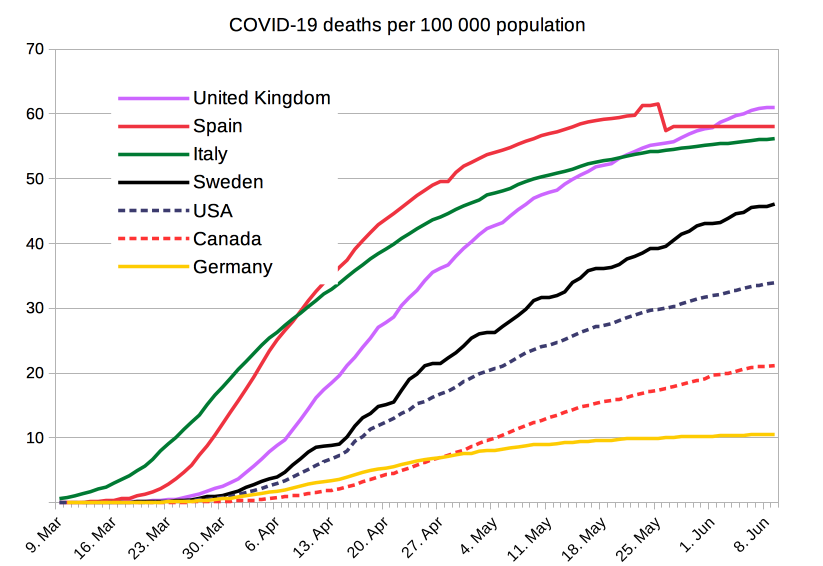 COVID-19 deaths per 100 000 population
70
60
50
40
30
20
10
United Kingdom
Spain
Italy
Sweden
USA
Canada
Germany
9. Mar
16. Mar
23. Mar
30. Mar
6. Apr
13. Apr
20. Apr
27. Apr
4. May
11. May
18. May
25. May
1. Jun
8. Jun